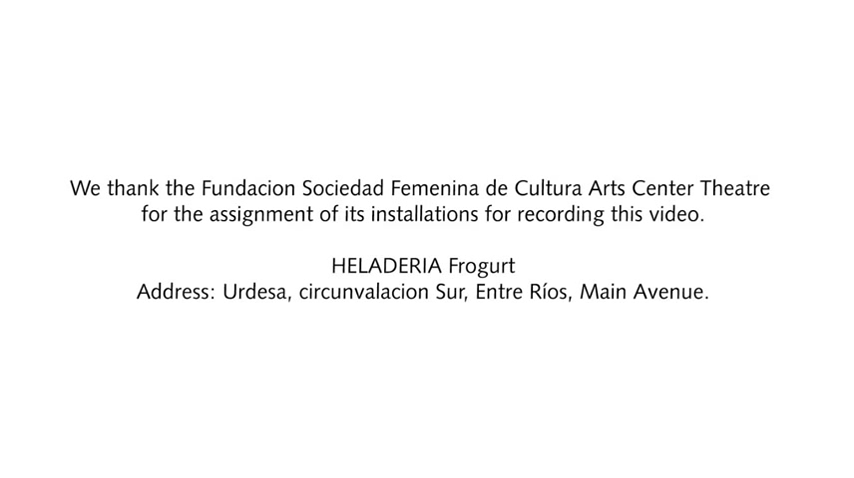 We thank the Fundacion Sociedad Femenina de Cultura Arts Center Theatre
for the assignment of its installations for recording this video.
HELADERIA Frogurt
Address: Urdesa, circunvalacion Sur, Entre Ríos, Main Avenue.